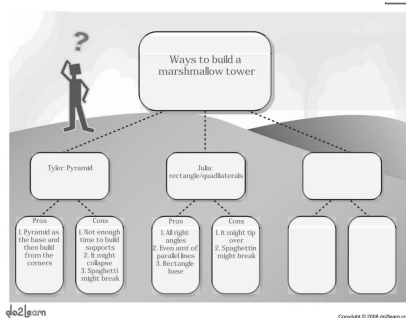 ?
Ways to build a
marshmallow tower
Tyler: Pyramid
Julia:
rectangle/quadilaterals
Pros
1. Pyramid as
the base and
then build
from the
corners
Cons
1. Not enough
time to build
supports
2. It might
collapse
3. Spaghetti
might break
Pros
1. All right
angles
2. Even amt of
parallel lines
3. Rectangle
base
Cons
1. it might tip
over
2. Spaghettin
might break
do2learn
Copyright © 2008 do2learn.co